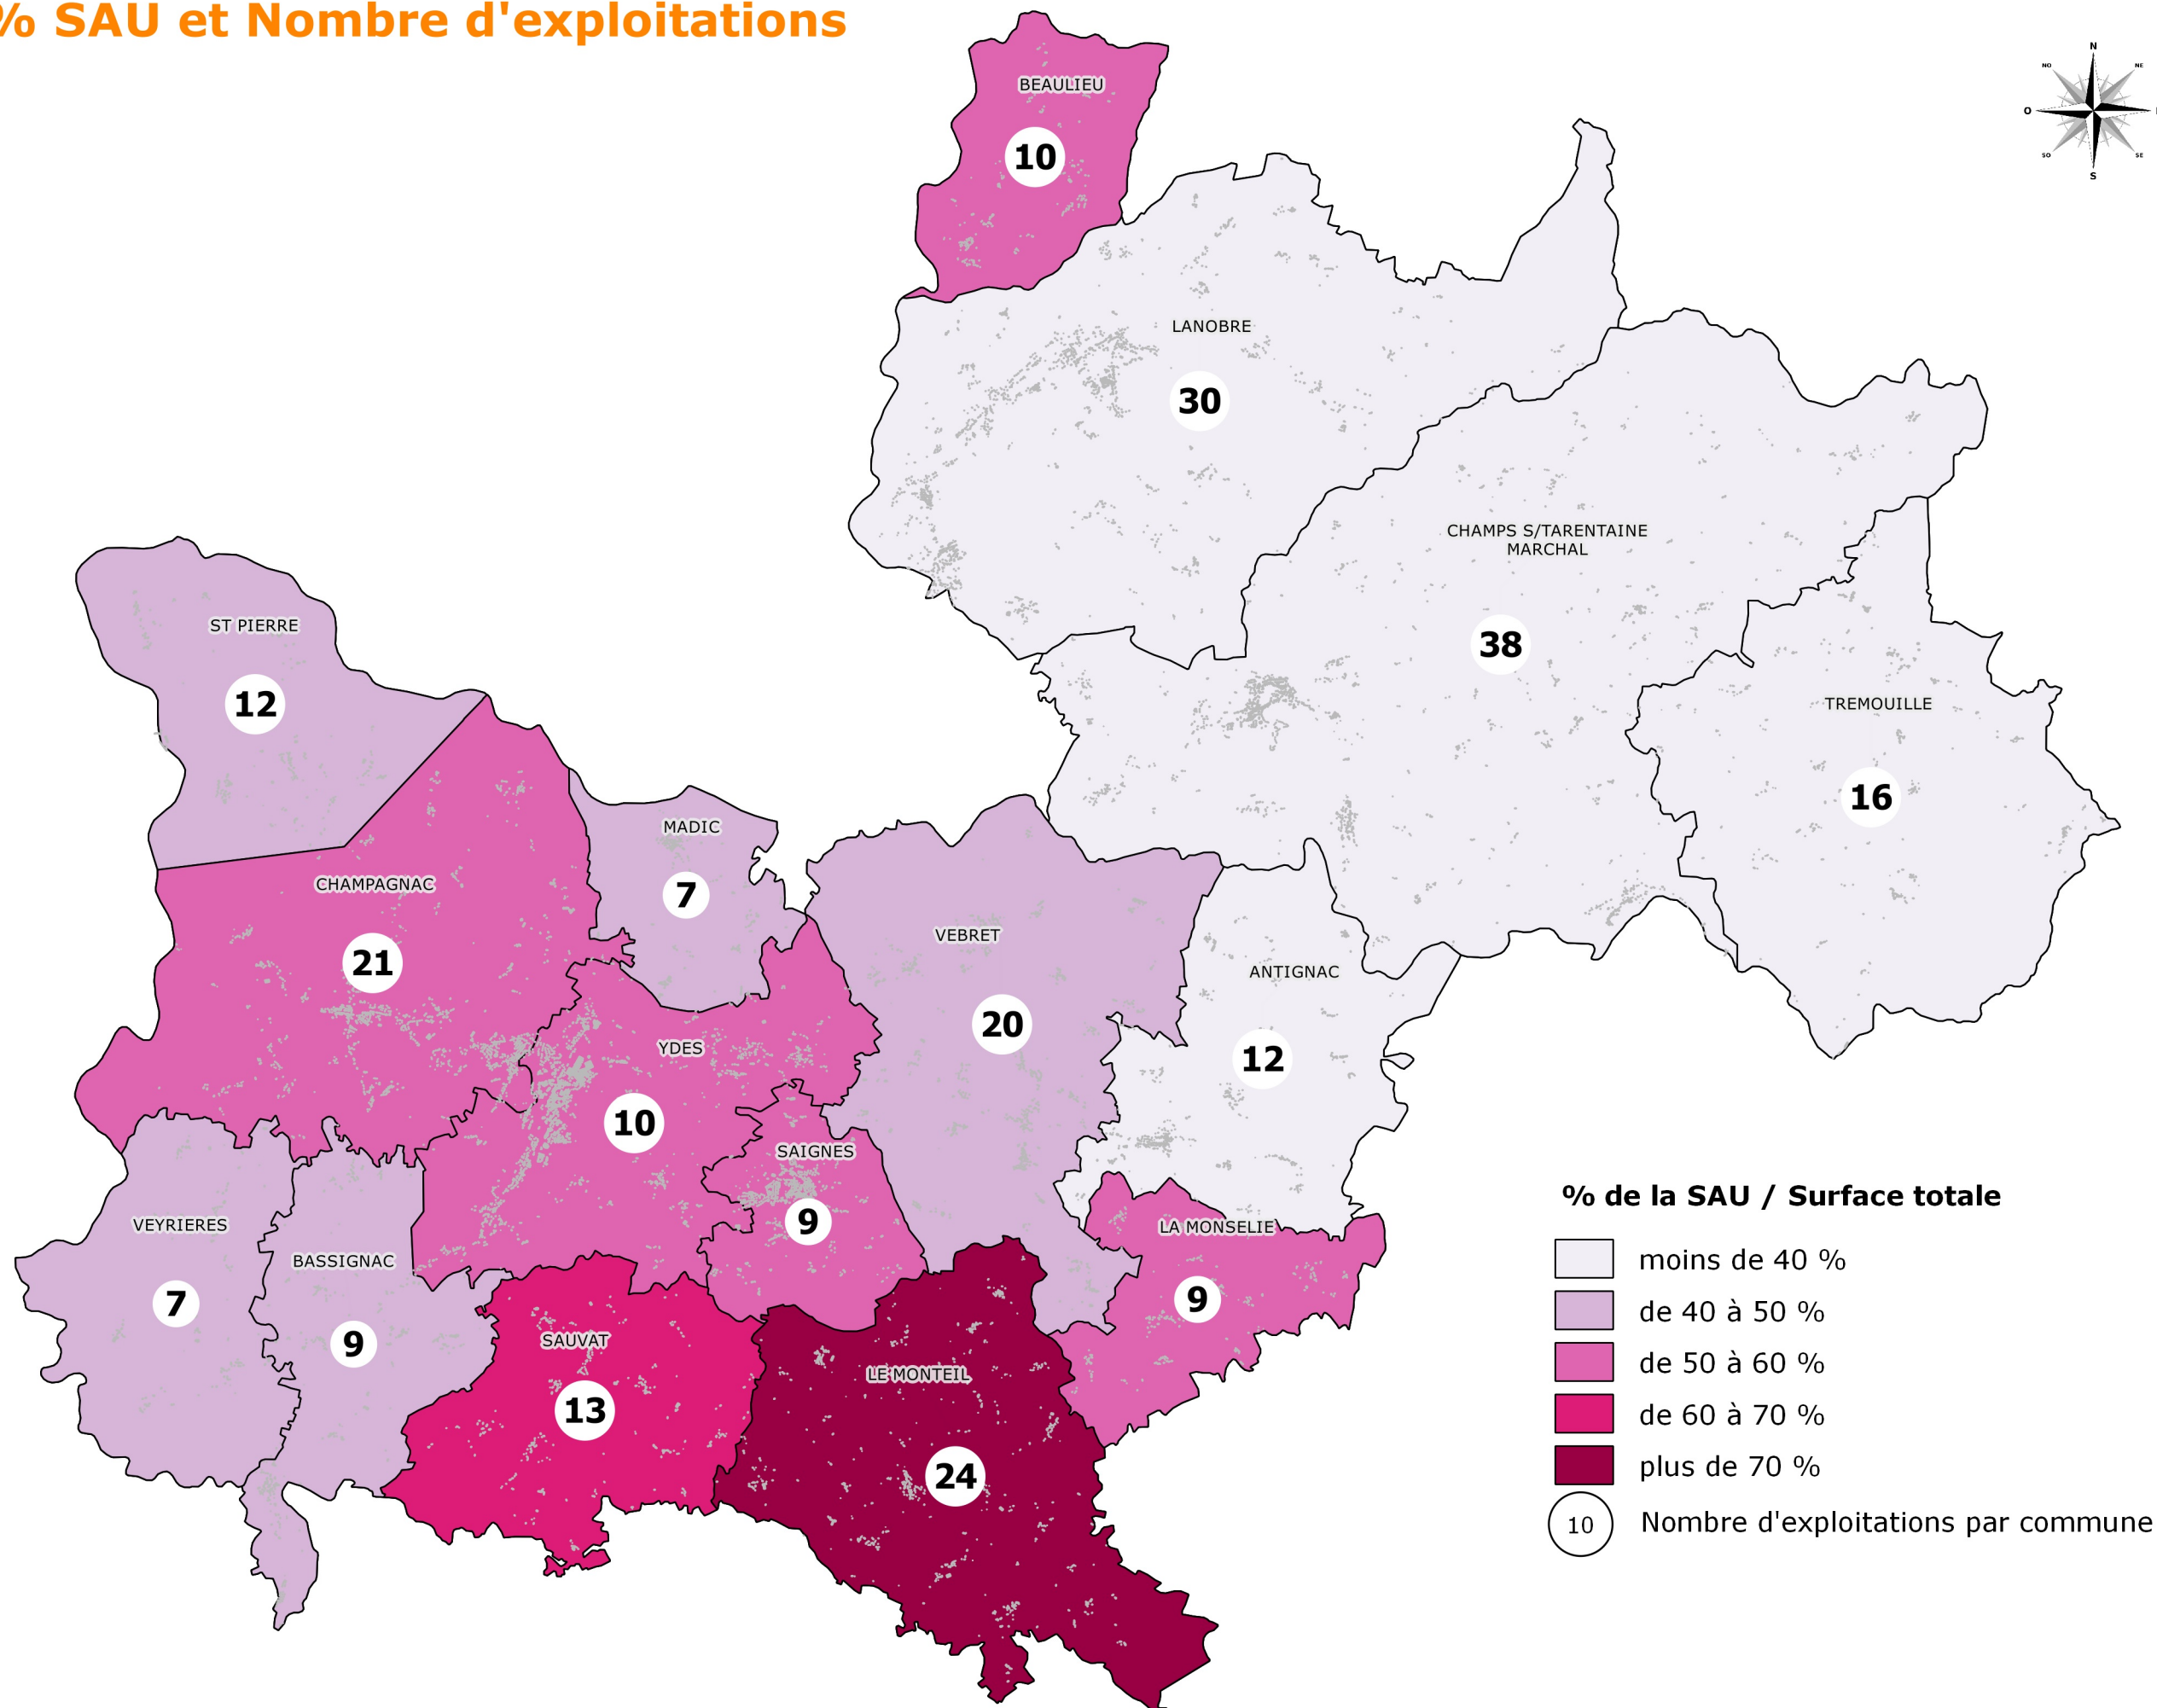 % SAU et Nombre d'exploitations
N
NO
NE
O
SO
SE
S
BEAULIEU
10
LANOBRE
30
CHAMPS S/TARENTAINE
MARCHAL
38
ST PIERRE
12
TREMOUILLE
16
MADIC
7
CHAMPAGNAC
21
VEBRET
20
ANTIGNAC
12
YDES
10
SAIGNES
9
VEYRIERES
7
BASSIGNAC
9
LA MONSELIE
9
SAUVAT
13
LE MONTEIL
24
% de la SAU / Surface totale
moins de 40 %
de 40 à 50 %
de 50 à 60 %
de 60 à 70 %
plus de 70 %
10 Nombre d'exploitations par commune